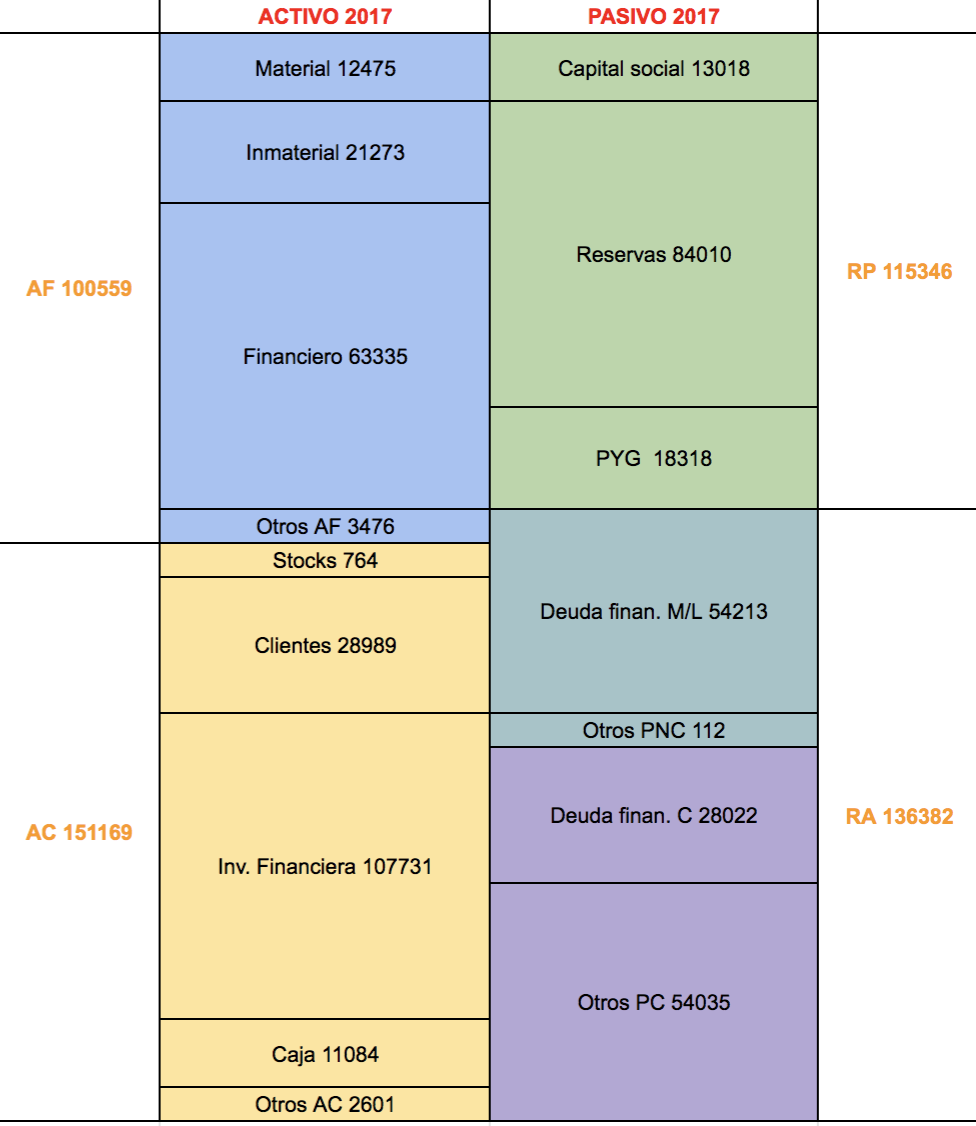 ACTIVO 2017
PASIVO 2017
Material 12475
Capital social 13018
Inmaterial 21273
Reservas 84010
AF 100559
RP 115346
Financiero 63335
PYG 18318
Otros AF 3476
Stocks 764
Deuda finan. M/L 54213
Clientes 28989
Otros PNC 112
AC 151169
Deuda finan. C 28022
RA 136382
Inv. Financiera 107731
Otros PC 54035
Caja 11084
Otros AC 2601